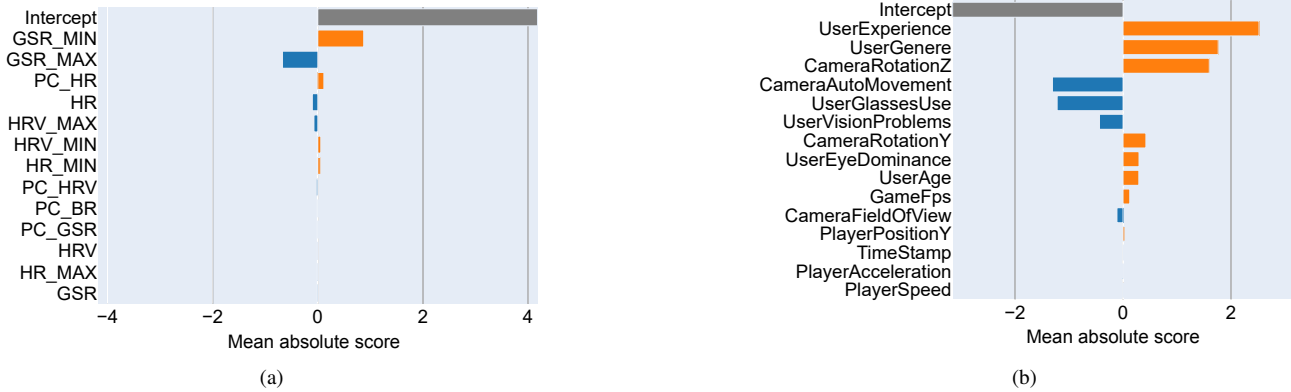 Intercept
GSR_MIN
GSR_MAX
PC_HR
HR
HRV_MAX
HRV_MIN
HR_MIN
PC_HRV
PC_BR
PC_GSR
HRV
HR_MAX
GSR
−4 −2 0 2 4
Mean absolute score
(a)
Intercept
UserExperience
UserGenere
CameraRotationZ
CameraAutoMovement
UserGlassesUse
UserVisionProblems
CameraRotationY
UserEyeDominance
UserAge
GameFps
CameraFieldOfView
PlayerPositionY
TimeStamp
PlayerAcceleration
PlayerSpeed
−2 0 2
Mean absolute score
(b)